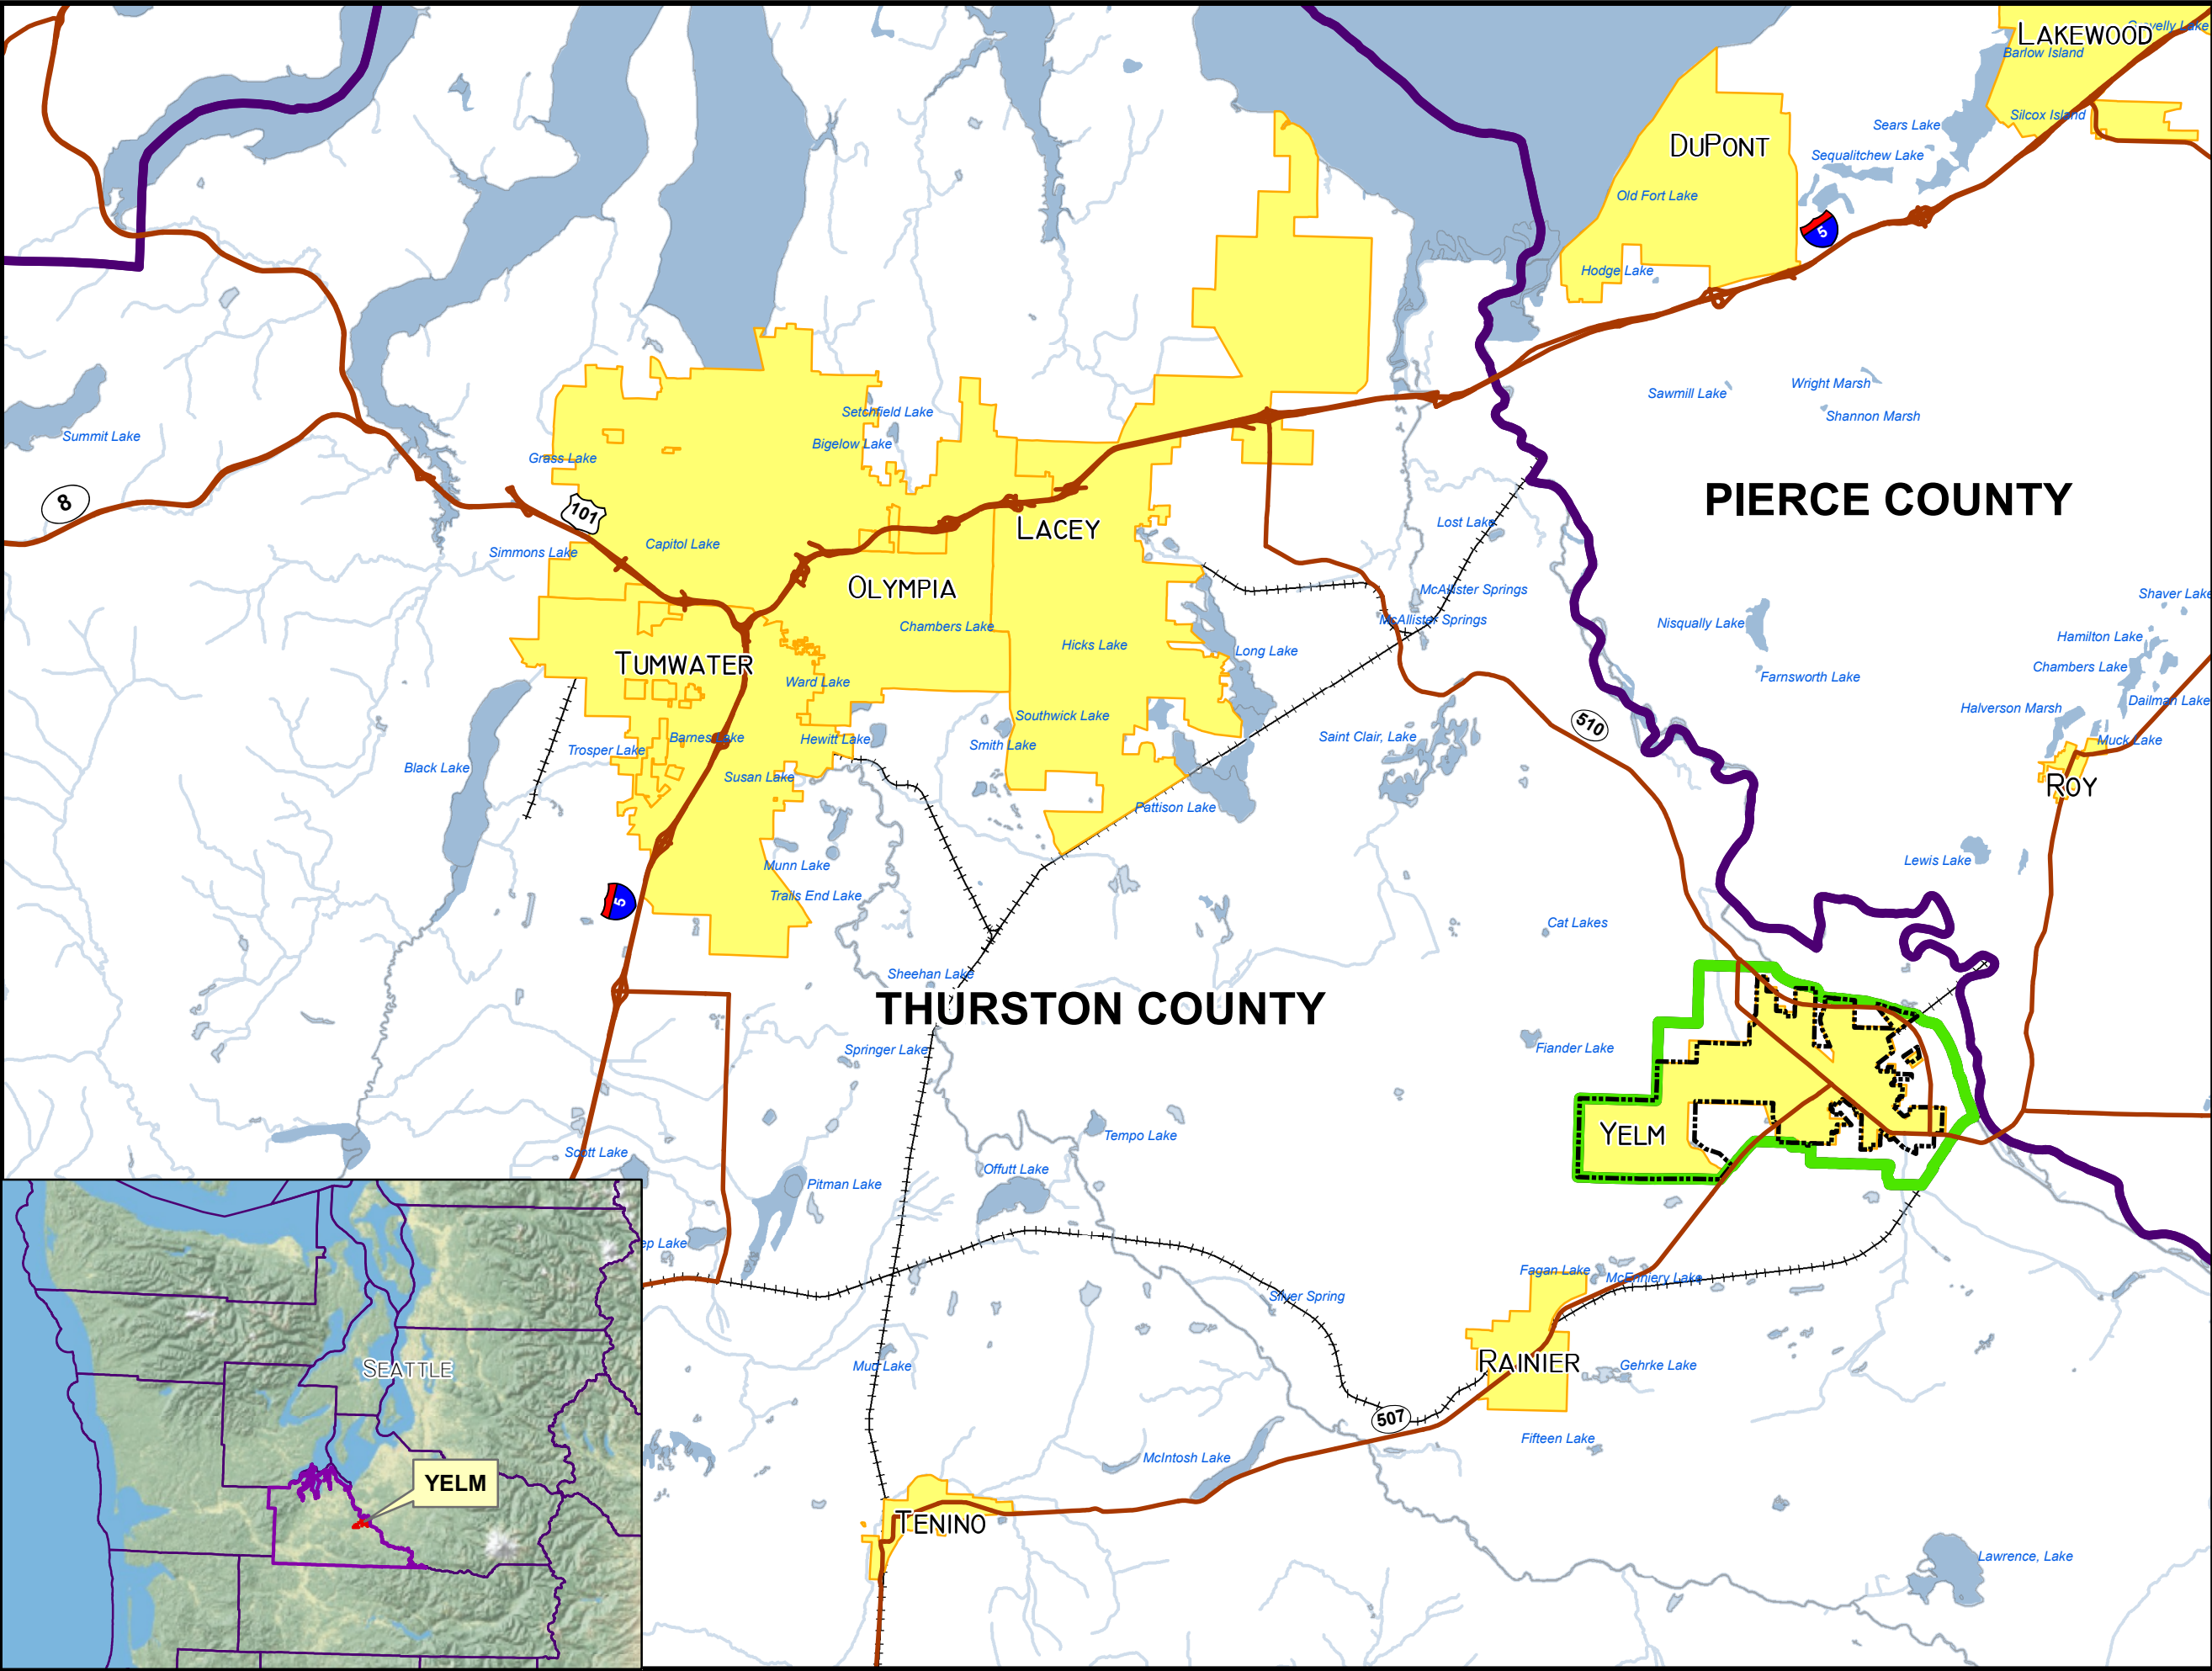 LAKEWOOD
Gravelly Lake
Barlow Island
Silcox Island
Sears Lake
DUPONT
Sequalitchew Lake
Old Fort Lake
5
Hodge Lake
Sawmill Lake
Wright Marsh
Shannon Marsh
Setchfield Lake
Summit Lake
Bigelow Lake
Grass Lake
8
101
PIERCE COUNTY
LACEY
Lost Lake
Capitol Lake
Simmons Lake
OLYMPIA
McAllister Springs
McAllister Springs
Shaver Lake
Nisqually Lake
Chambers Lake
Hicks Lake
Long Lake
Hamilton Lake
TUMWATER
Chambers Lake
Ward Lake
Farnsworth Lake
Dailman Lake
Halverson Marsh
Southwick Lake
510
Barnes Lake
Hewitt Lake
Saint Clair, Lake
Muck Lake
Trosper Lake
Smith Lake
Black Lake
Susan Lake
ROY
Pattison Lake
Munn Lake
Lewis Lake
Trails End Lake
5
Cat Lakes
Sheehan Lake
THURSTON COUNTY
Springer Lake
Fiander Lake
YELM
Tempo Lake
Scott Lake
Offutt Lake
Pitman Lake
ep Lake
Fagan Lake
McEnniery Lake
Silver Spring
Mud Lake
RAINIER
Gehrke Lake
SEATTLE
507
Fifteen Lake
McIntosh Lake
YELM
TENINO
Lawrence, Lake